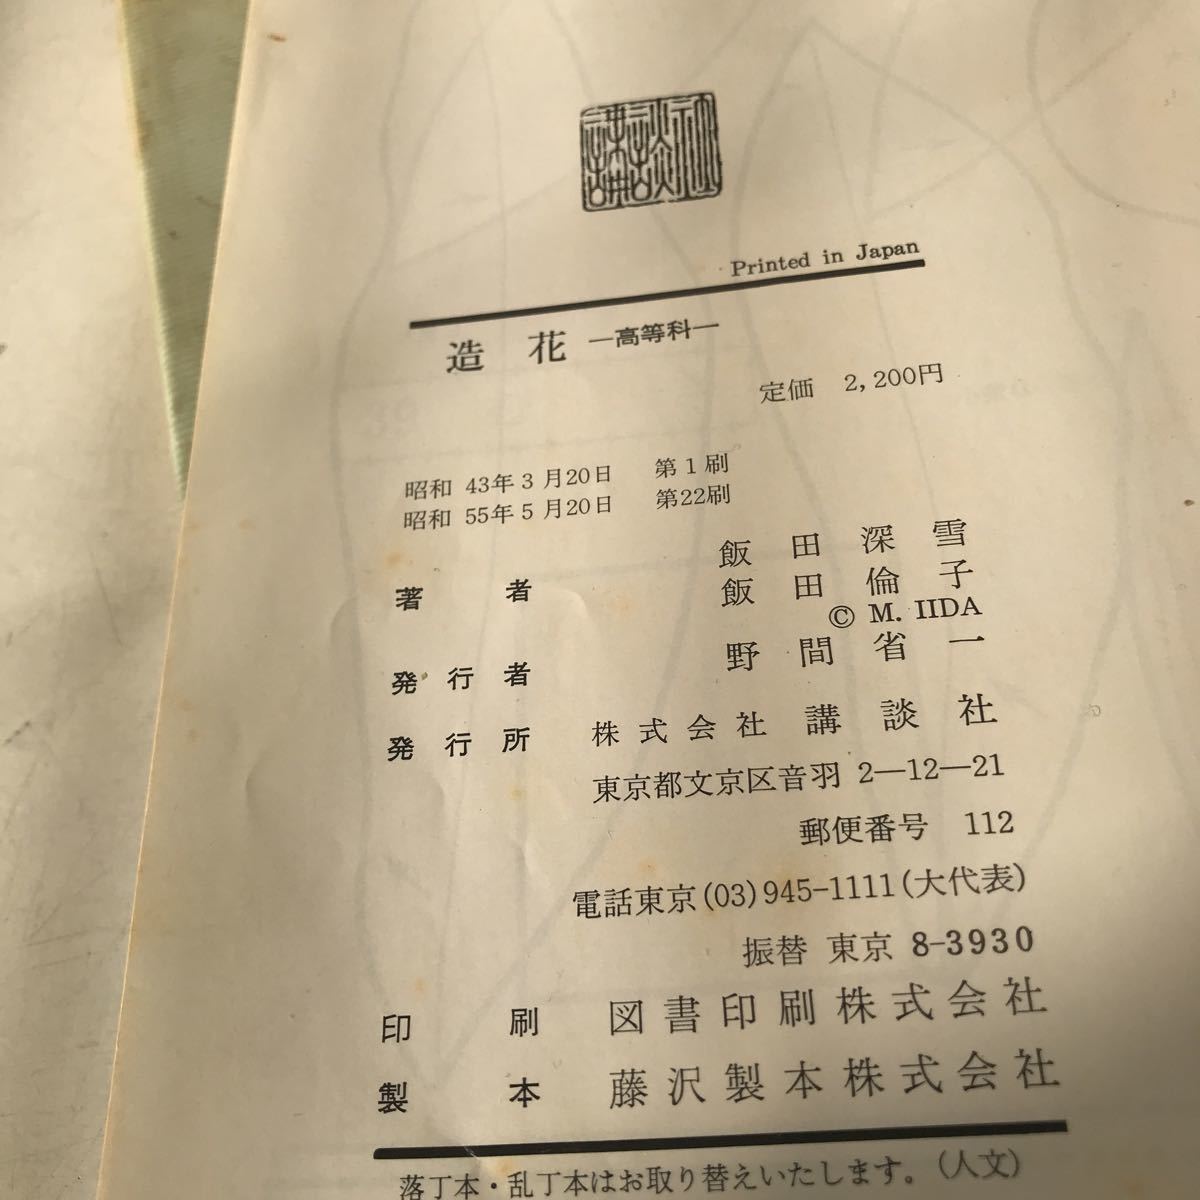 講談社
Printed in Japan
造花 ―高等科―
定価 2,200円
昭和 43年3月20日 第1刷
昭和 55年5月20日 第22刷
著者 飯田深雪
飯田倫子
© M. IIDA
発行者 野間省一
発行所 株式会社 講談社
東京都文京区音羽 2―12―21
郵便番号 112
電話東京(03)945-1111(大代表)
振替 東京 8-3930
印刷 図書印刷株式会社
製本 藤沢製本株式会社
落丁本・乱丁本はお取り替えいたします。(人文)